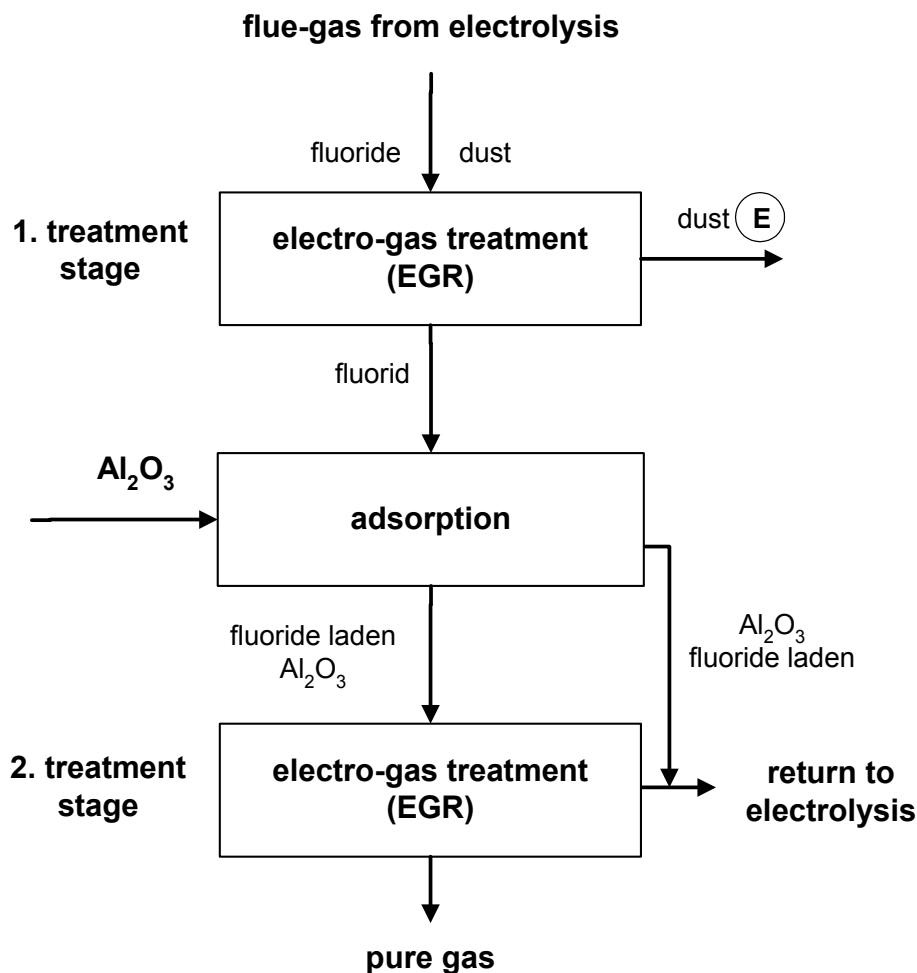 flue-gas from electrolysis
fluoride
dust
1. treatment
stage
electro-gas treatment
(EGR)
dust E
fluorid
Al₂O₃
adsorption
fluoride laden
Al₂O₃
Al₂O₃
fluoride laden
2. treatment
stage
electro-gas treatment
(EGR)
return to
electrolysis
pure gas